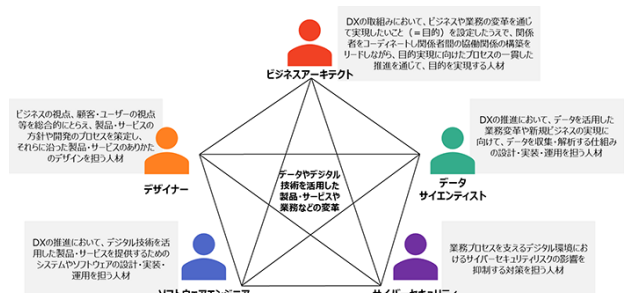 DXの取組みにおいて、ビジネスや業務の変革を通じ
て実現したいこと（＝目的）を設定したうえで、関係
者をコーディネートし関係者間の協働関係の構築を
リードしながら、目的実現に向けたプロセスの一貫した
推進を通じて、目的を実現する人材
ビジネスアーキテクト
ビジネスの視点、顧客・ユーザーの視点
等を総合的にとらえ、製品・サービスの
方針や開発のプロセスを策定し、
それらに沿った製品・サービスのありかた
のデザインを担う人材
デザイナー
DXの推進において、データを活用した
業務変革や新規ビジネスの実現に
向けて、データを収集・解析する仕組み
の設計・実装・運用を担う人材
データ
サイエンティスト
データやデジタル
技術を活用した
製品・サービスや
業務などの変革
DXの推進において、デジタル技術を活
用した製品・サービスを提供するための
システムやソフトウェアの設計・実装・
運用を担う人材
ソフトウェアエンジニア
業務プロセスを支えるデジタル環境にお
けるサイバーセキュリティリスクの影響を
抑制する対策を担う人材
サイバーセキュリティ